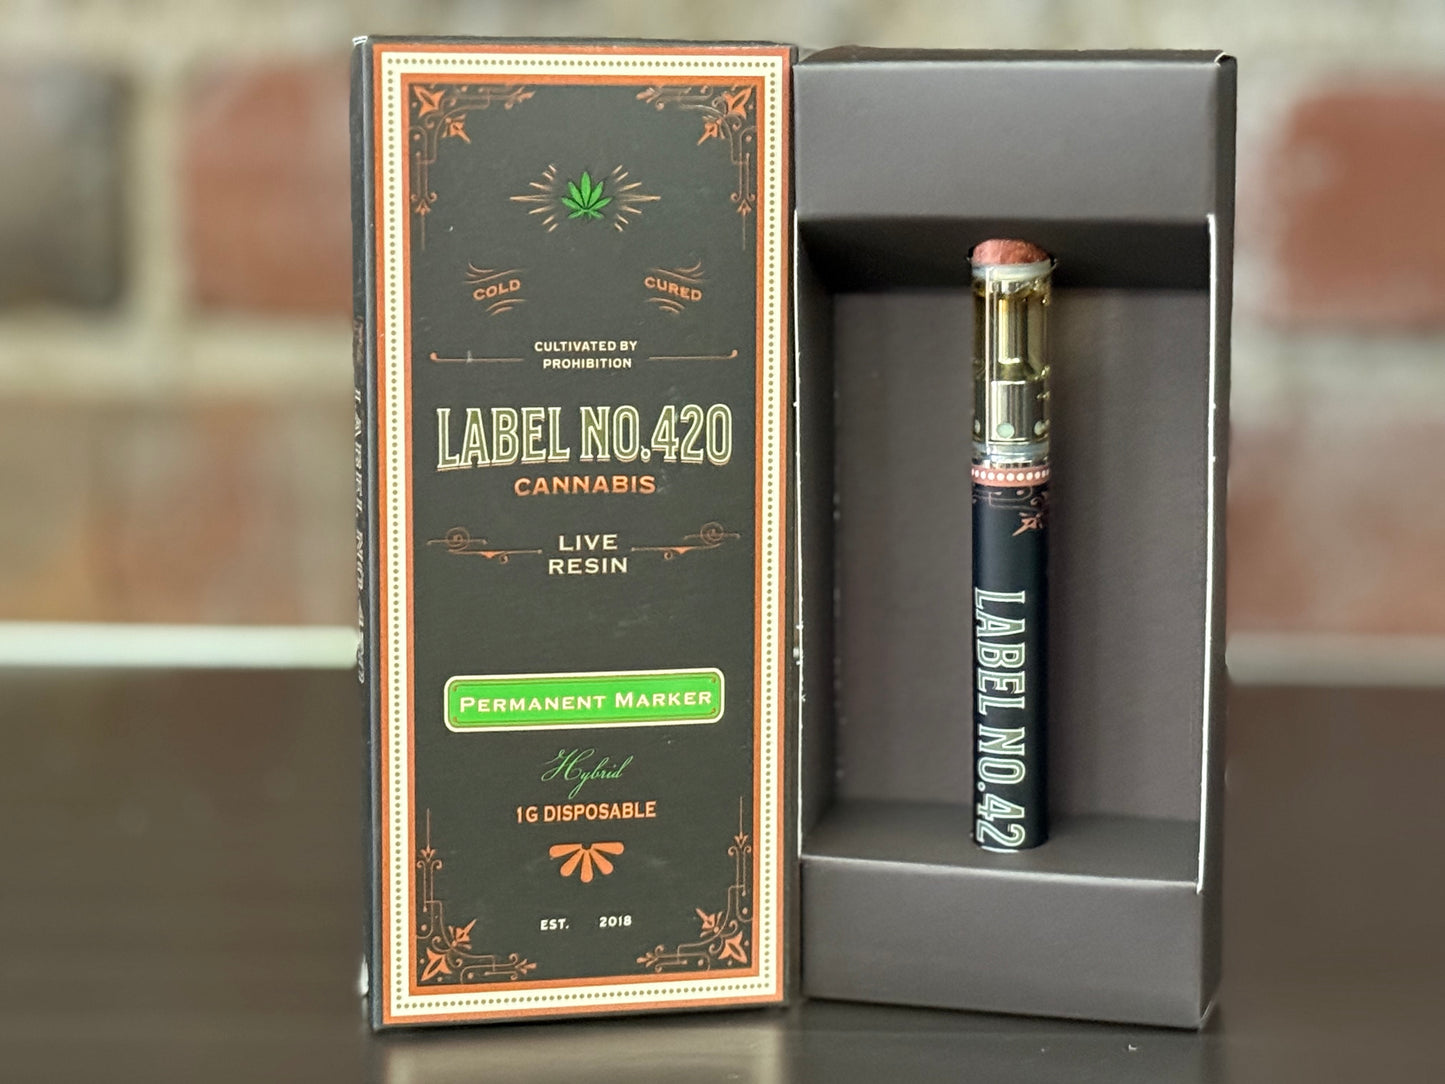 COLD CURED
CULTIVATED BY
PROHIBITION
LABEL NO.420
CANNABIS
LIVE
RESIN
PERMANENT MARKER
Hybrid
1G DISPOSABLE
EST. 2018
LABEL NO.42